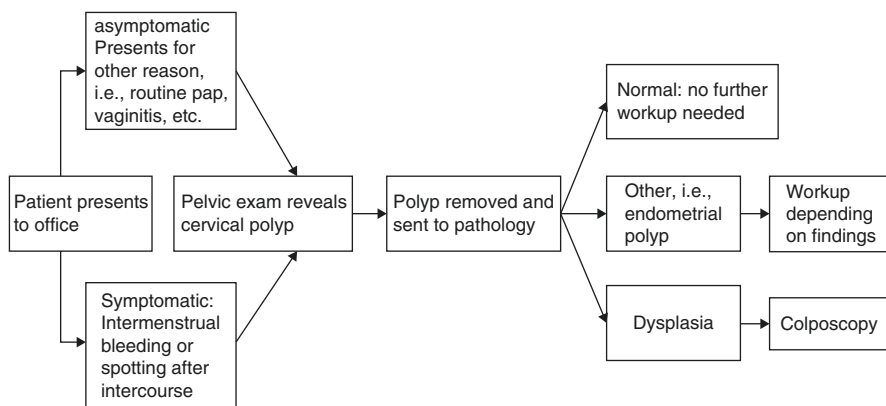 asymptomatic
Presents for
other reason,
i.e., routine pap,
vaginitis, etc.
Patient presents
to office
Symptomatic:
Intermenstrual
bleeding or
spotting after
intercourse
Pelvic exam reveals
cervical polyp
Polyp removed and
sent to pathology
Normal: no further
workup needed
Other, i.e.,
endometrial
polyp
Workup
depending
on findings
Dysplasia
Colposcopy